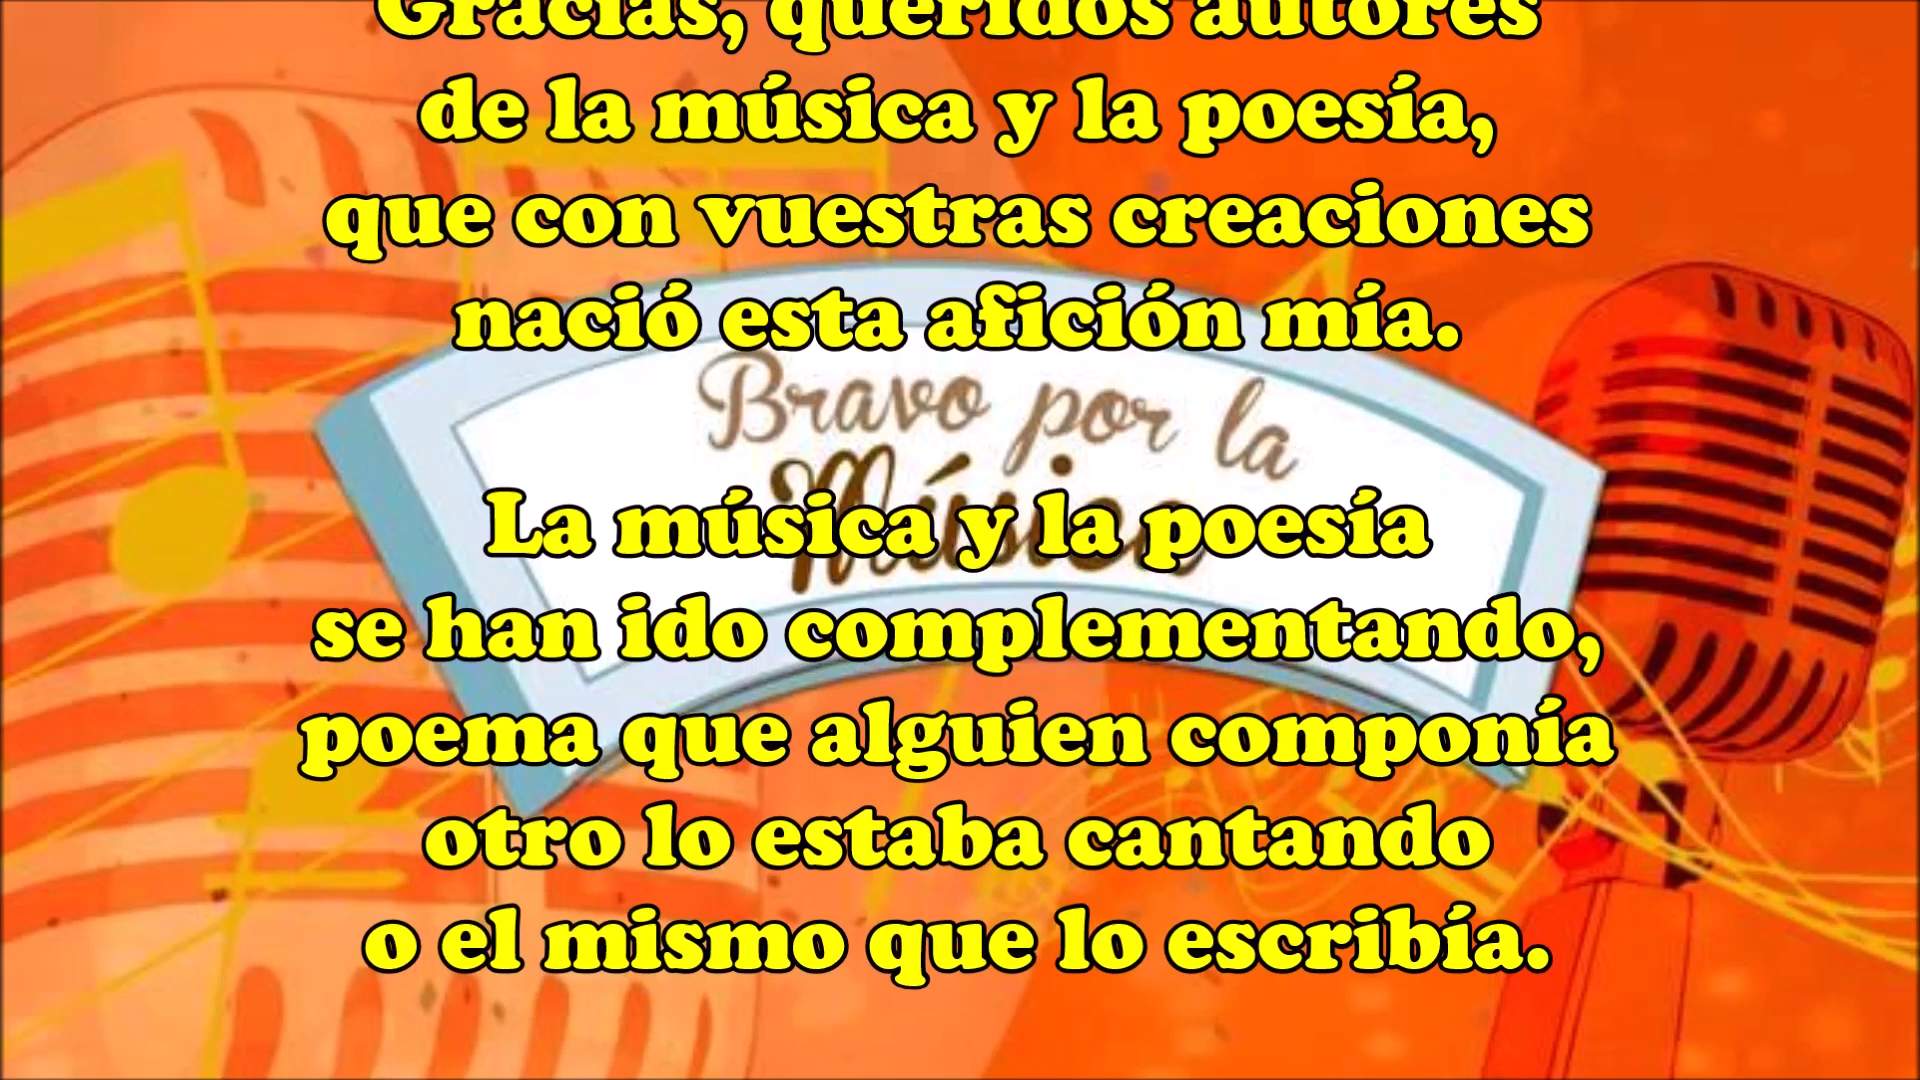 Gracias, queridos autores
de la música y la poesía,
que con vuestras creaciones
nació esta afición mía.
Bravo por la
Música
La música y la poesía
se han ido complementando,
poema que alguien componía
otro lo estaba cantando
o el mismo que lo escribía.